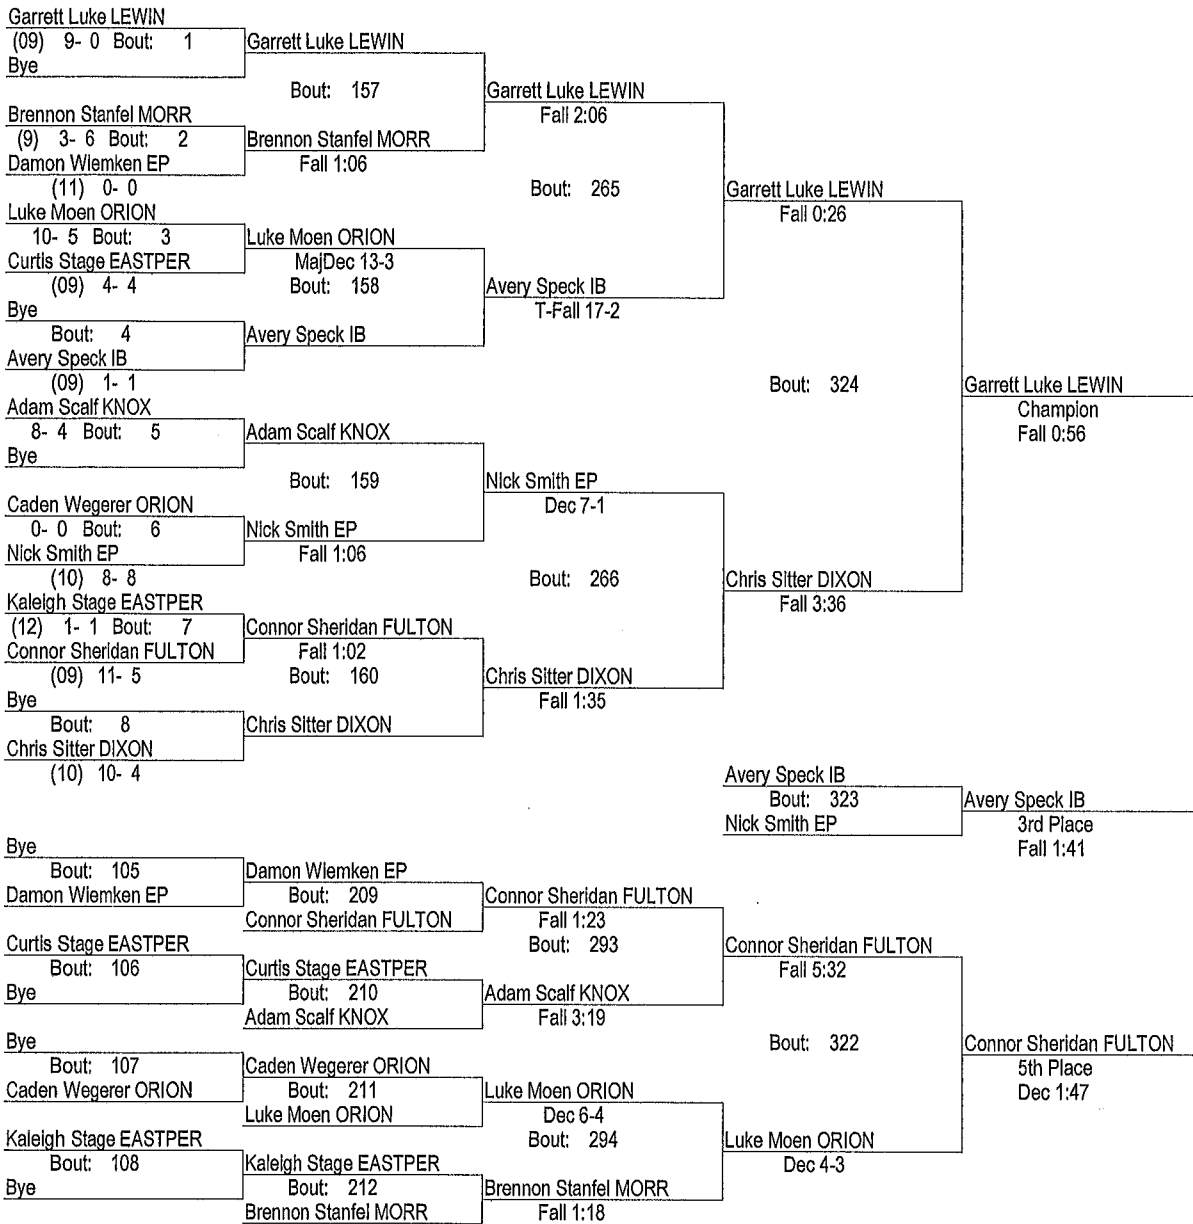 Garrett Luke LEWIN
(09) 9- 0 Bout: 1
Bye
Garrett Luke LEWIN
Bout: 157
Brennon Stanfel MORR
(9) 3- 6 Bout: 2
Damon Wiemken EP
(11) 0- 0
Brennon Stanfel MORR
Fall 1:06
Garrett Luke LEWIN
Fall 2:06
Bout: 265
Luke Moen ORION
10- 5 Bout: 3
Curtis Stage EASTPER
(09) 4- 4
Luke Moen ORION
MajDec 13-3
Bout: 158
Bye
Bout: 4
Avery Speck IB
(09) 1- 1
Avery Speck IB
Avery Speck IB
T-Fall 17-2
Garrett Luke LEWIN
Fall 0:26
Bout: 324
Adam Scalf KNOX
8- 4 Bout: 5
Bye
Adam Scalf KNOX
Bout: 159
Caden Wegerer ORION
0- 0 Bout: 6
Nick Smith EP
(10) 8- 8
Nick Smith EP
Fall 1:06
Nick Smith EP
Dec 7-1
Bout: 266
Kaleigh Stage EASTPER
(12) 1- 1 Bout: 7
Connor Sheridan FULTON
(09) 11- 5
Connor Sheridan FULTON
Fall 1:02
Bout: 160
Bye
Bout: 8
Chris Sitter DIXON
(10) 10- 4
Chris Sitter DIXON
Chris Sitter DIXON
Fall 1:35
Chris Sitter DIXON
Fall 3:36
Garrett Luke LEWIN
Champion
Fall 0:56
Avery Speck IB
Bout: 323
Nick Smith EP
Avery Speck IB
3rd Place
Fall 1:41
Bye
Bout: 105
Damon Wiemken EP
Damon Wiemken EP
Bout: 209
Connor Sheridan FULTON
Connor Sheridan FULTON
Fall 1:23
Bout: 293
Curtis Stage EASTPER
Bout: 106
Bye
Curtis Stage EASTPER
Bout: 210
Adam Scalf KNOX
Adam Scalf KNOX
Fall 3:19
Connor Sheridan FULTON
Fall 5:32
Bout: 322
Bye
Bout: 107
Caden Wegerer ORION
Caden Wegerer ORION
Bout: 211
Luke Moen ORION
Luke Moen ORION
Dec 6-4
Bout: 294
Kaleigh Stage EASTPER
Bout: 108
Bye
Kaleigh Stage EASTPER
Bout: 212
Brennon Stanfel MORR
Brennon Stanfel MORR
Fall 1:18
Luke Moen ORION
Dec 4-3
Connor Sheridan FULTON
5th Place
Dec 1:47